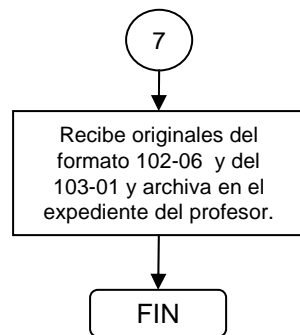 7
Recibe originales del
formato 102-06 y del
103-01 y archiva en el
expediente del profesor.
FIN